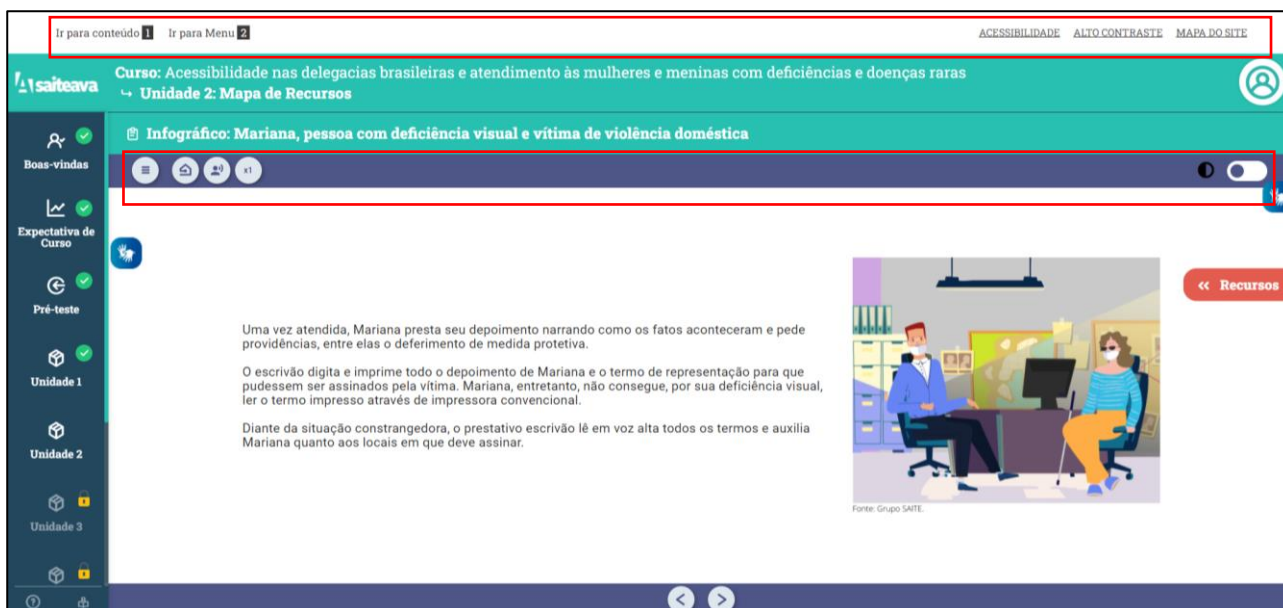 Ir para conteúdo 1 Ir para Menu 2
ACESSIBILIDADE ALTO CONTRASTE MAPA DO SITE
saiteava
Curso: Acessibilidade nas delegacias brasileiras e atendimento às mulheres e meninas com deficiências e doenças raras
↪ Unidade 2: Mapa de Recursos
Infográfico: Mariana, pessoa com deficiência visual e vítima de violência doméstica
x1
Boas-vindas
Expectativa de
Curso
Pré-teste
Unidade 1
Unidade 2
Unidade 3
Uma vez atendida, Mariana presta seu depoimento narrando como os fatos aconteceram e pede
providências, entre elas o deferimento de medida protetiva.
O escrivão digita e imprime todo o depoimento de Mariana e o termo de representação para que
pudessem ser assinados pela vítima. Mariana, entretanto, não consegue, por sua deficiência visual,
ler o termo impresso através de impressora convencional.
Diante da situação constrangedora, o prestativo escrivão lê em voz alta todos os termos e auxilia
Mariana quanto aos locais em que deve assinar.
Fonte: Grupo SAITE.
« Recursos